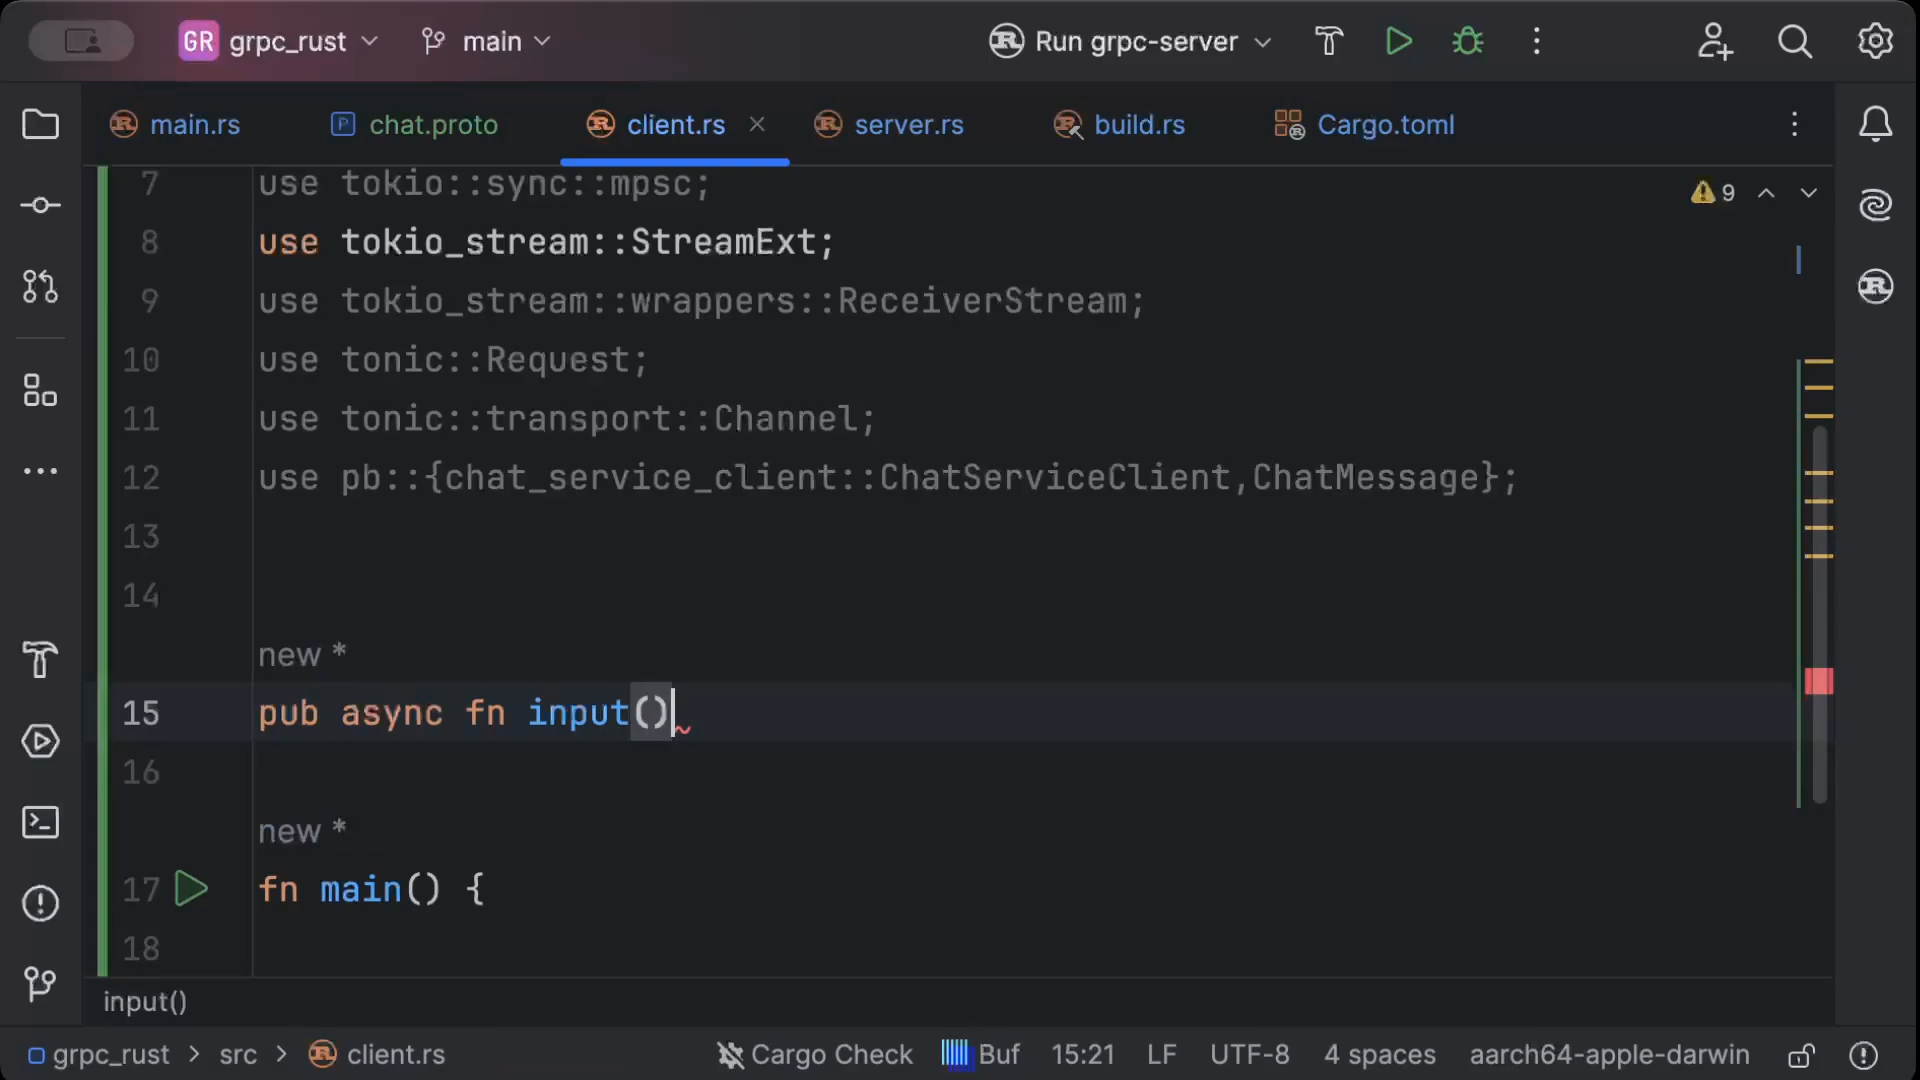 GR grpc_rust main Run grpc-server
main.rs chat.proto client.rs server.rs build.rs Cargo.toml
7 use tokio::sync::mpsc;
9
8 use tokio_stream::StreamExt;
9 use tokio_stream::wrappers::ReceiverStream;
10 use tonic::Request;
11 use tonic::transport::Channel;
12 use pb::{chat_service_client::ChatServiceClient,ChatMessage};
13
14
new *
15 pub async fn input()
16
new *
17 fn main() {
18
input()
grpc_rust > src > client.rs Cargo Check Buf 15:21 LF UTF-8 4 spaces aarch64-apple-darwin